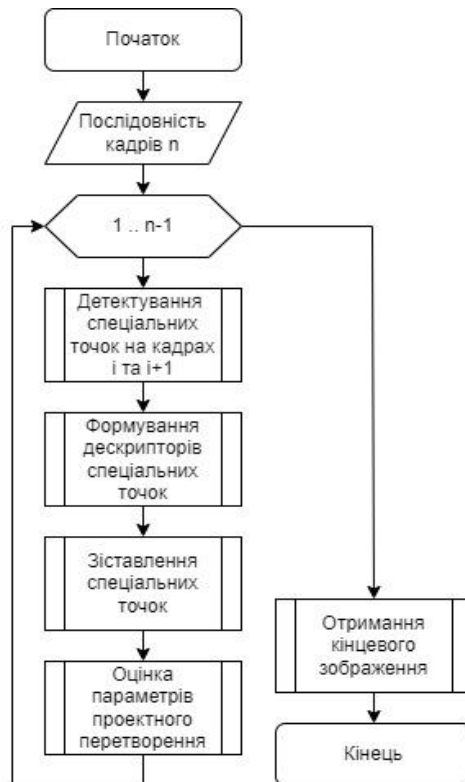 Початок
Послідовність
кадрів n
1 .. n-1
Детектування
спеціальних
точок на кадрах
і та і+1
Формування
дескрипторів
спеціальних
точок
Зіставлення
спеціальних
точок
Оцінка
параметрів
проектного
перетворення
Отримання
кінцевого
зображення
Кінець